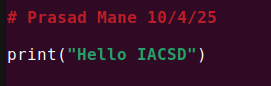 # Prasad Mane 10/4/25
print("Hello IACSD")